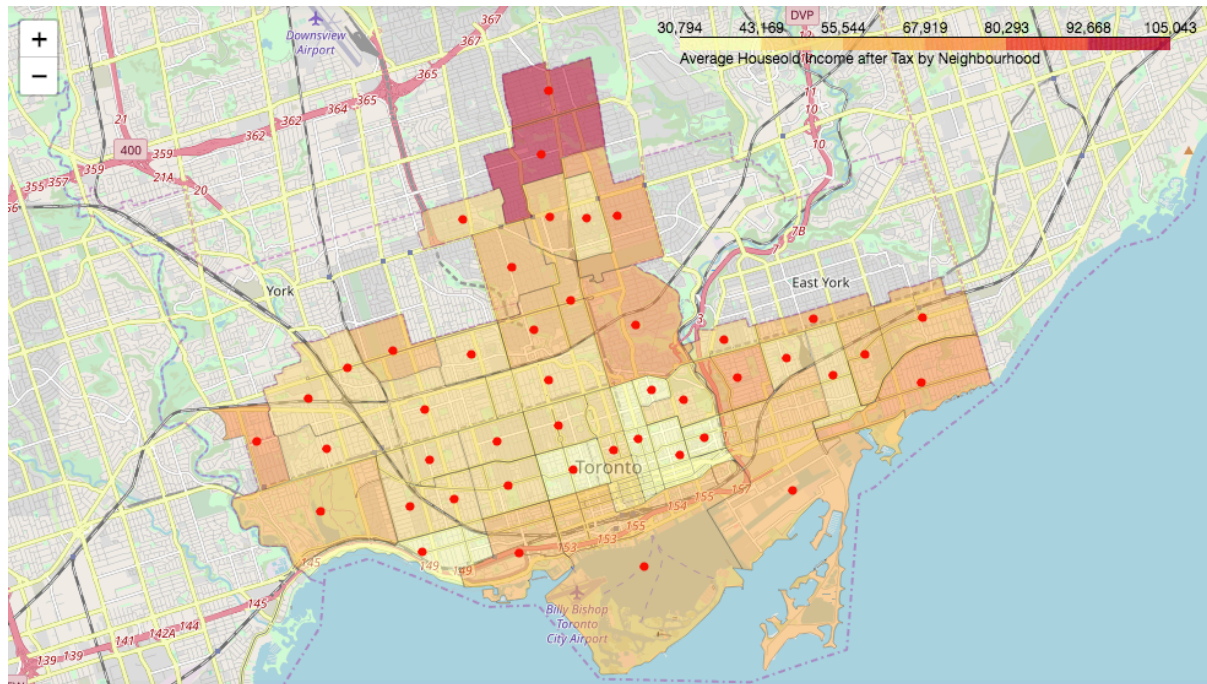 +
−
Downsview
Airport
367
367
365
365
364
362
362
359
400
359
355
357
21
21A
20
30,794 43,169 55,544 67,919 80,293 92,668 105,043
Average Houseold Income after Tax by Neighbourhood
DVP
11
10
10
7B
3
York
East York
Toronto
157
155
154
155
153
153
149
149
145
145
144
142A
141
139
139
Billy Bishop
Toronto
City Airport